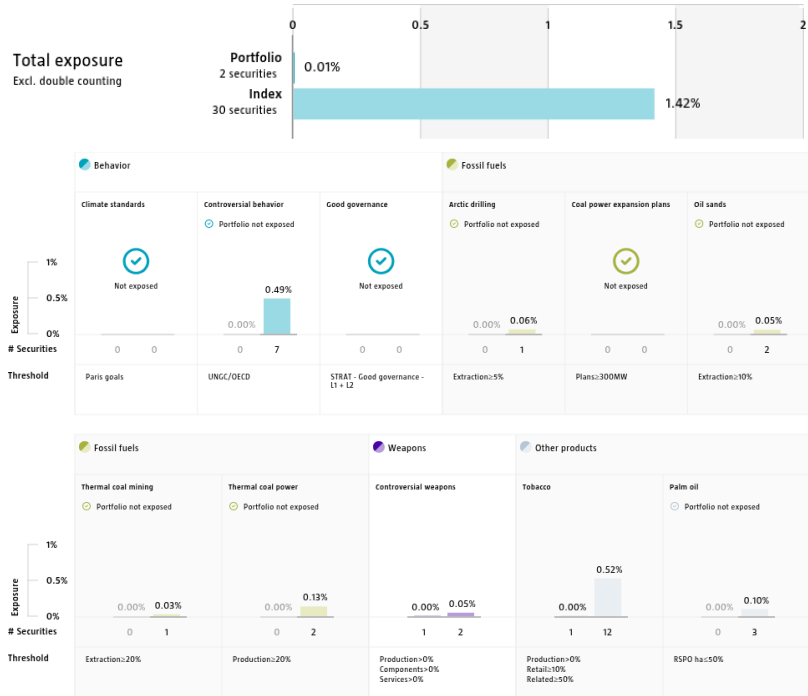 0 0.5 1 1.5 2
Total exposure
Excl. double counting
Portfolio
2 securities
0.01%
Index
30 securities
1.42%
Behavior
Fossil fuels
Climate standards
Controversial behavior
Good governance
Arctic drilling
Coal power expansion plans
Oil sands
Portfolio not exposed
Portfolio not exposed
Portfolio not exposed
Not exposed
Not exposed
Not exposed
Exposure
1%
0.5%
0%
0.00% 0.49%
0.00% 0.06%
0.00% 0.05%
# Securities
0 0
0 7
0 0
0 1
0 0
0 2
Threshold
Paris goals
UNGC/OECD
STRAT - Good governance -
L1 + L2
Extraction≥5%
Plans≥300MW
Extraction≥10%
Fossil fuels
Weapons
Other products
Thermal coal mining
Thermal coal power
Controversial weapons
Tobacco
Palm oil
Portfolio not exposed
Portfolio not exposed
Portfolio not exposed
Exposure
1%
0.5%
0%
0.00% 0.03%
0.00% 0.13%
0.00% 0.05%
0.00% 0.52%
0.00% 0.10%
# Securities
0 1
0 2
1 2
1 12
0 3
Threshold
Extraction≥20%
Production≥20%
Production>0%
Components>0%
Services>0%
Production>0%
Retail≥10%
Related≥50%
RSPO ha≤50%